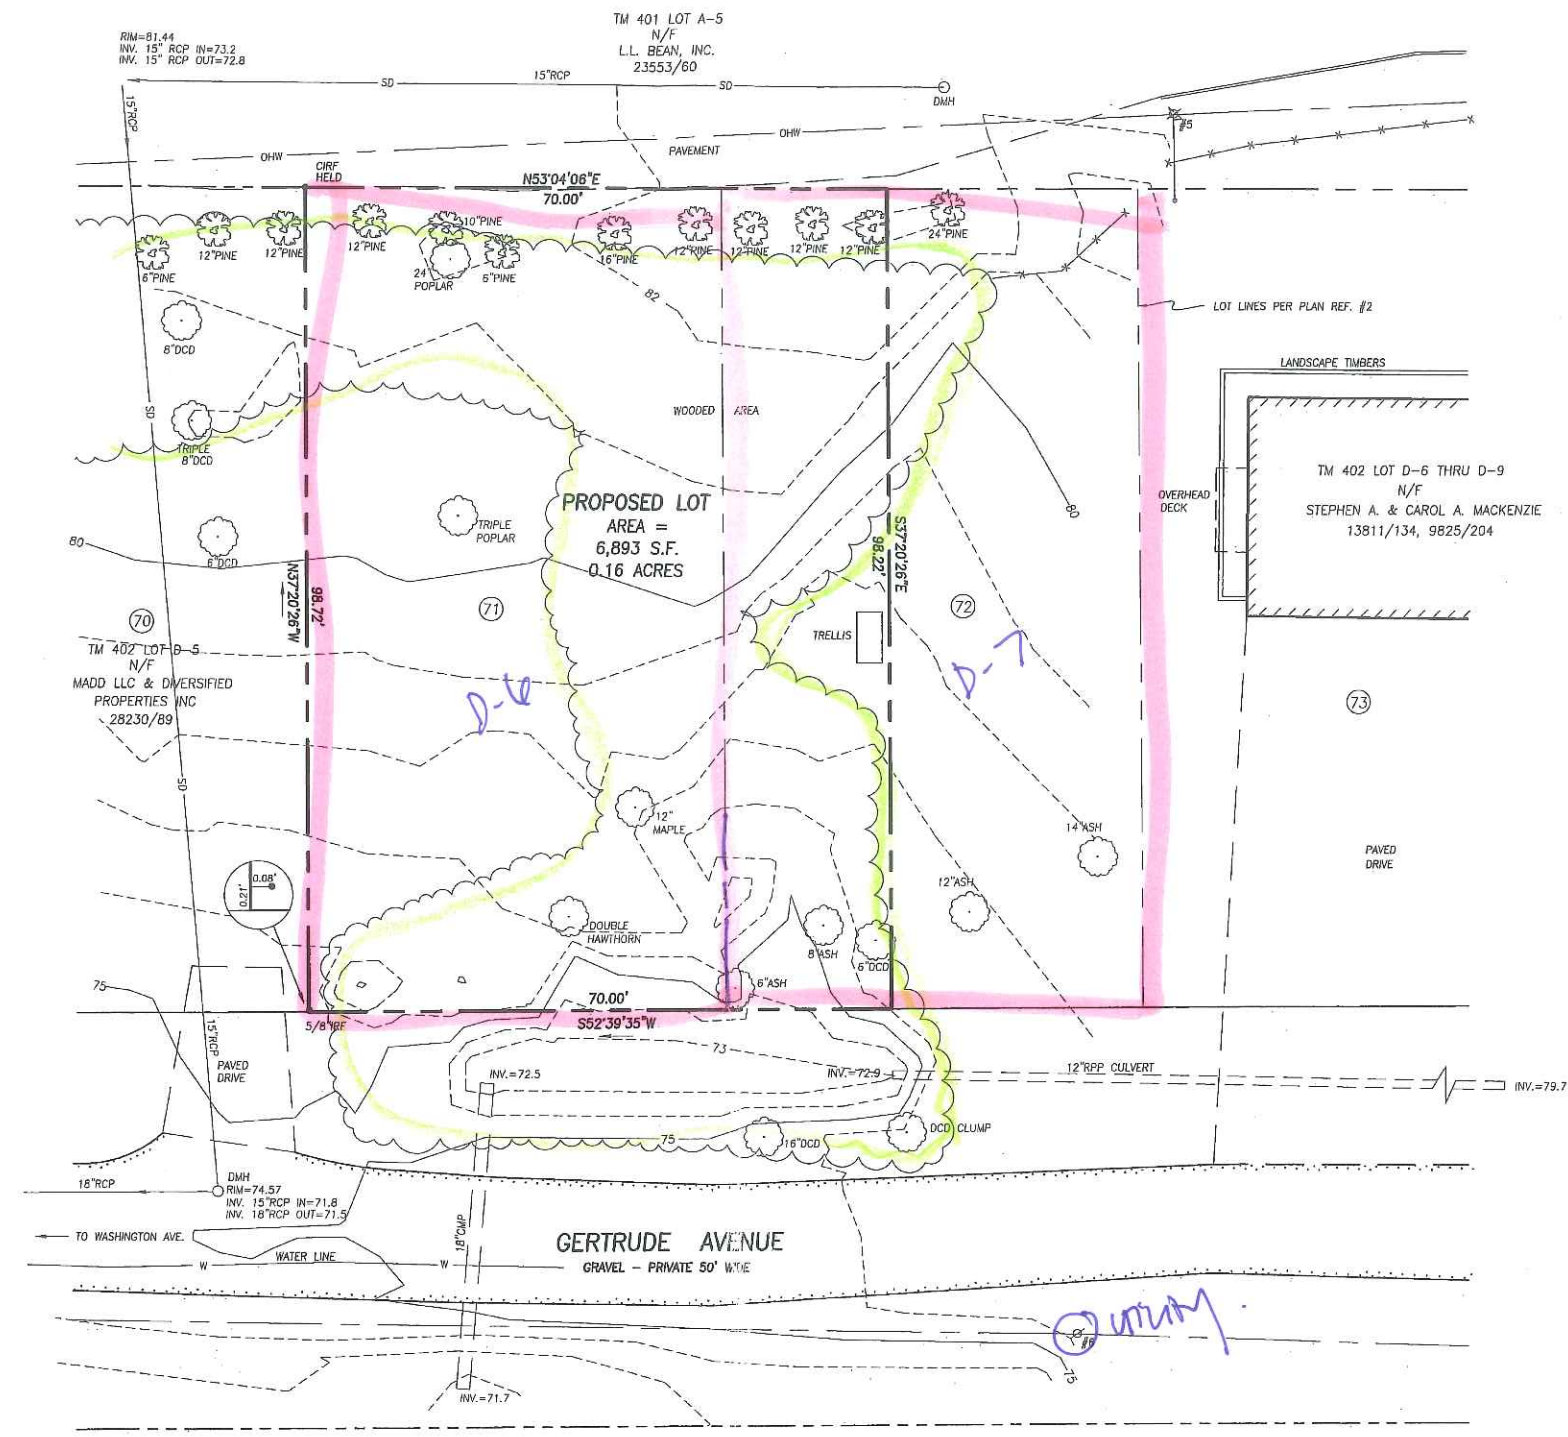 TM 401 LOT A-5
N/F
L.L. BEAN, INC.
23553/60
RIM=81.44
INV. 15" RCP IN=73.2
INV. 15" RCP OUT=72.8
SD
15"RCP
SD
DMH
15"RCP
OHW
PAVEMENT
OHW
#5
CIRF
HELD
N53°04'06"E
70.00'
6"PINE
12"PINE
12"PINE
12"PINE
10"PINE
24"
POPLAR
6"PINE
16"PINE
12"PINE
12"PINE
12"PINE
12"PINE
24"PINE
82
8"DCD
LOT LINES PER PLAN REF. #2
LANDSCAPE TIMBERS
SD
WOODED AREA
TRIPLE
8"DCD
TM 402 LOT D-6 THRU D-9
N/F
STEPHEN A. & CAROL A. MACKENZIE
13811/134, 9825/204
OVERHEAD
DECK
80
PROPOSED LOT
AREA =
6,893 S.F.
0.16 ACRES
TRIPLE
POPLAR
6"DCD
80
N37°20'26"W
98.72'
S37°20'26"E
98.22'
70
71
72
73
TRELLIS
TM 402 LOT D-5
N/F
MADD LLC & DIVERSIFIED
PROPERTIES INC
28230/89
D-6
D-7
SD
12"
MAPLE
14"ASH
PAVED
DRIVE
0.21'
0.08'
12"ASH
DOUBLE
HAWTHORN
8"ASH
6"DCD
6"ASH
75
5/8"IRF
70.00'
S52°39'35"W
15"RCP
PAVED
DRIVE
73
INV.=72.5
INV.=72.9
12"RPP CULVERT
INV.=79.7
75
16"DCD
DCD CLUMP
18"RCP
DMH
RIM=74.57
INV. 15"RCP IN=71.8
INV. 18"RCP OUT=71.5
TO WASHINGTON AVE.
W
WATER LINE
W
18"CMP
GERTRUDE AVENUE
GRAVEL - PRIVATE 50' WIDE
#6
UTILITY.
75
INV.=71.7